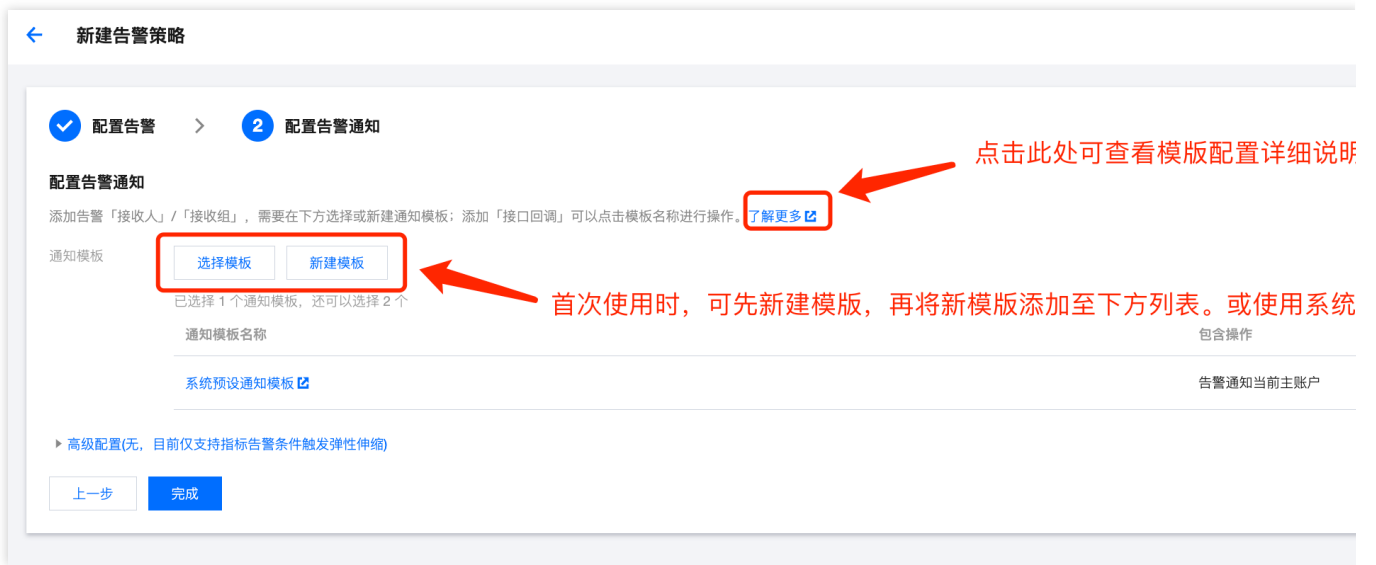 新建告警策略
配置告警
2 配置告警通知
点击此处可查看模版配置详细说明
配置告警通知
添加告警「接收人」/「接收组」，需要在下方选择或新建通知模板；添加「接口回调」可以点击模板名称进行操作。了解更多
通知模板
选择模板 新建模板
已选择 1 个通知模板，还可以选择 2 个
首次使用时，可先新建模版，再将新模版添加至下方列表。或使用系统
通知模板名称 包含操作
系统预设通知模板 告警通知当前主账户
高级配置(无，目前仅支持指标告警条件触发弹性伸缩)
上一步 完成